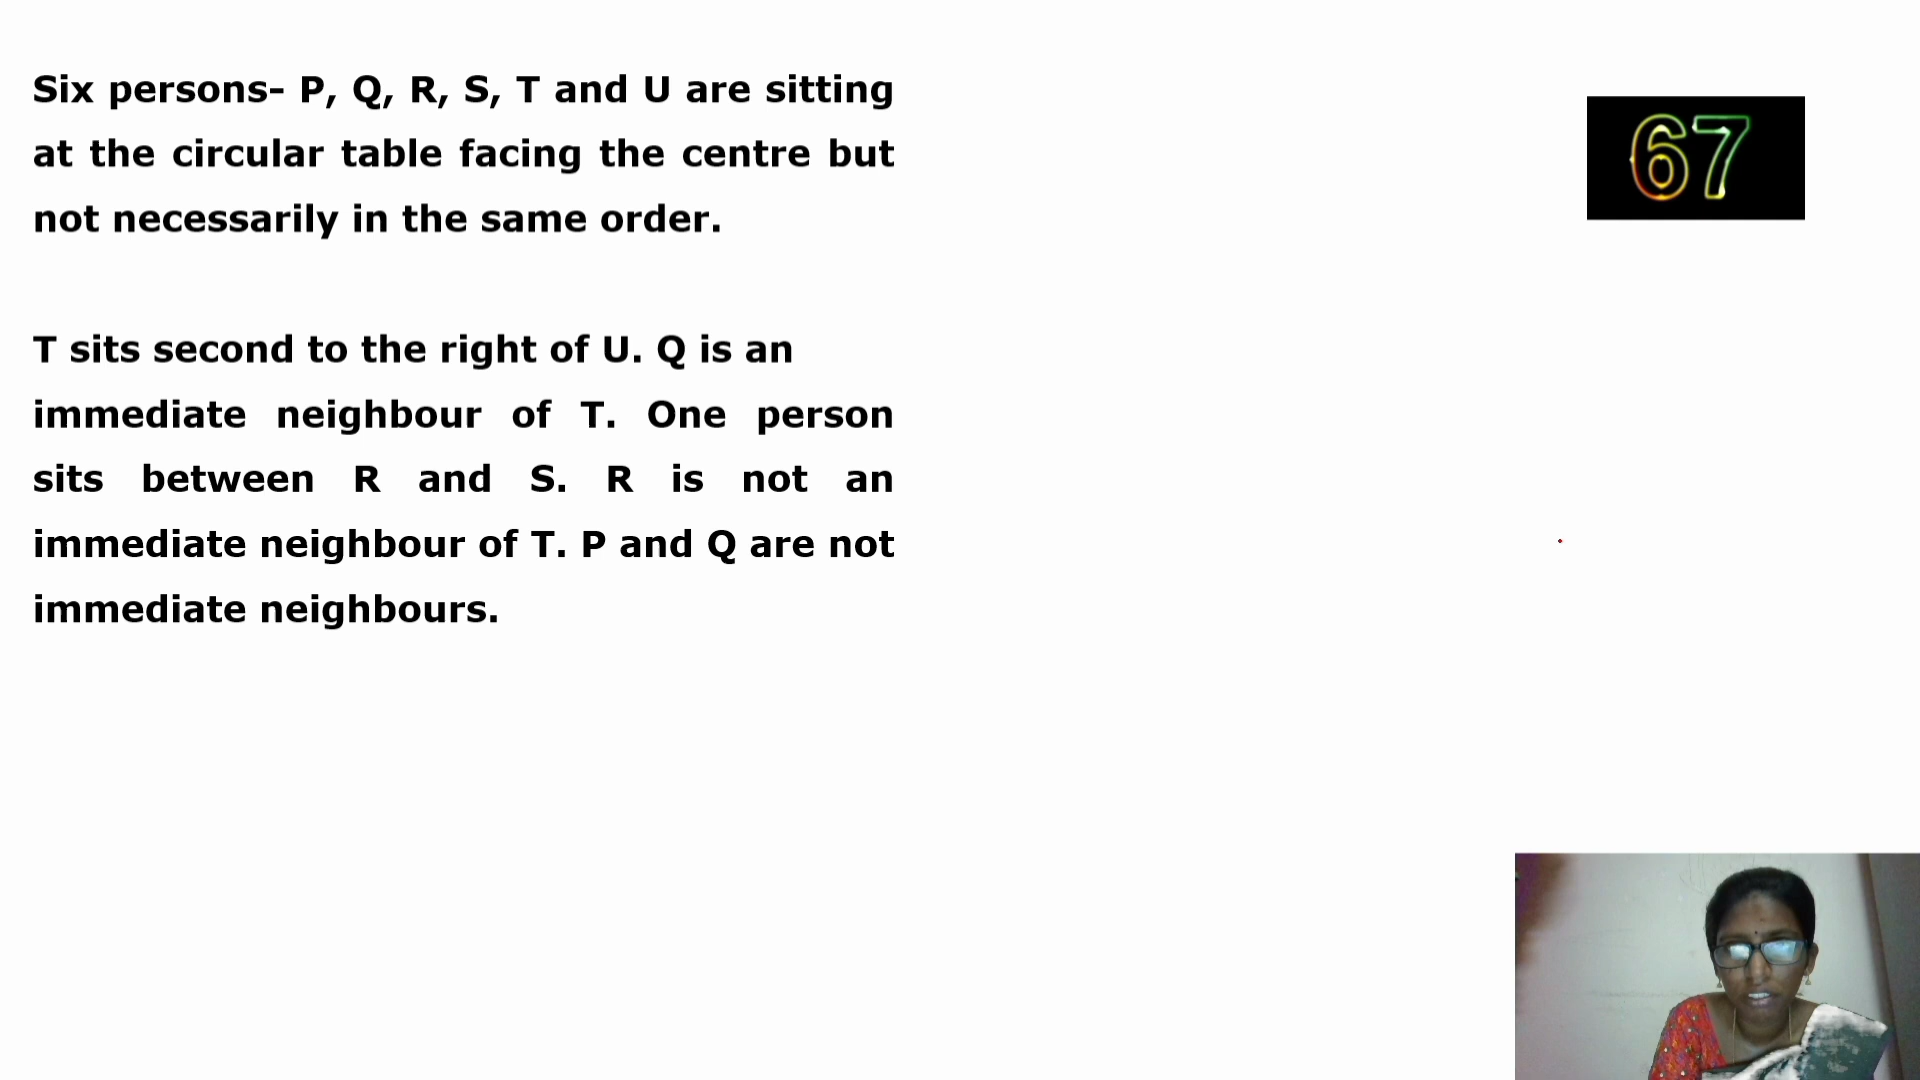 Six persons- P, Q, R, S, T and U are sitting
at the circular table facing the centre but
not necessarily in the same order.
67
T sits second to the right of U. Q is an
immediate neighbour of T. One person
sits between R and S. R is not an
immediate neighbour of T. P and Q are not
immediate neighbours.